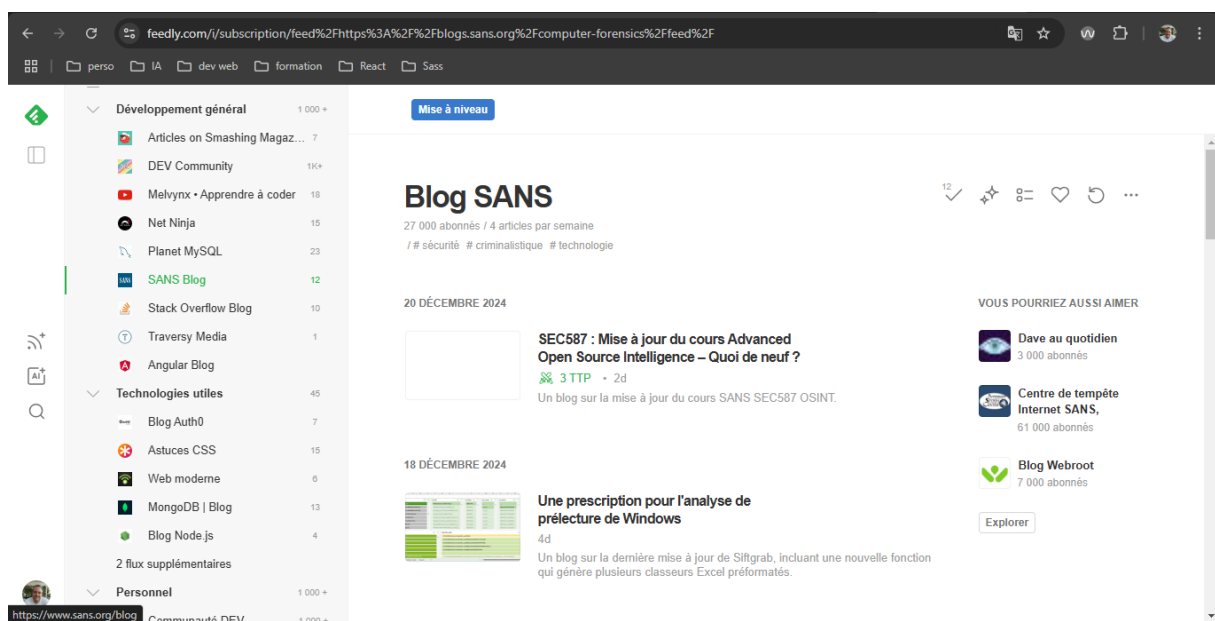 feedly.com/i/subscription/feed%2Fhttps%3A%2F%2Fblogs.sans.org%2Fcomputer-forensics%2Ffeed%2F
perso IA dev web formation React Sass
Développement général 1 000 +
Articles on Smashing Magaz... 7
DEV Community 1K+
Melvynx • Apprendre à coder 18
Net Ninja 15
Planet MySQL 23
SANS Blog 12
Stack Overflow Blog 10
Traversy Media 1
Angular Blog
Technologies utiles 45
Blog Auth0 7
Astuces CSS 15
Web moderne 6
MongoDB | Blog 13
Blog Node.js 4
2 flux supplémentaires
Personnel 1 000 +
Communauté DEV 1 000 +
https://www.sans.org/blog
AI
Mise à niveau
Blog SANS
12
27 000 abonnés / 4 articles par semaine
/ # sécurité # criminalistique # technologie
20 DÉCEMBRE 2024
SEC587 : Mise à jour du cours Advanced
Open Source Intelligence – Quoi de neuf ?
3 TTP • 2d
Un blog sur la mise à jour du cours SANS SEC587 OSINT.
18 DÉCEMBRE 2024
Une prescription pour l'analyse de
prélecture de Windows
4d
Un blog sur la dernière mise à jour de Siftgrab, incluant une nouvelle fonction
qui génère plusieurs classeurs Excel préformatés.
VOUS POURRIEZ AUSSI AIMER
Dave au quotidien
3 000 abonnés
Centre de tempête
Internet SANS,
61 000 abonnés
Blog Webroot
7 000 abonnés
Explorer